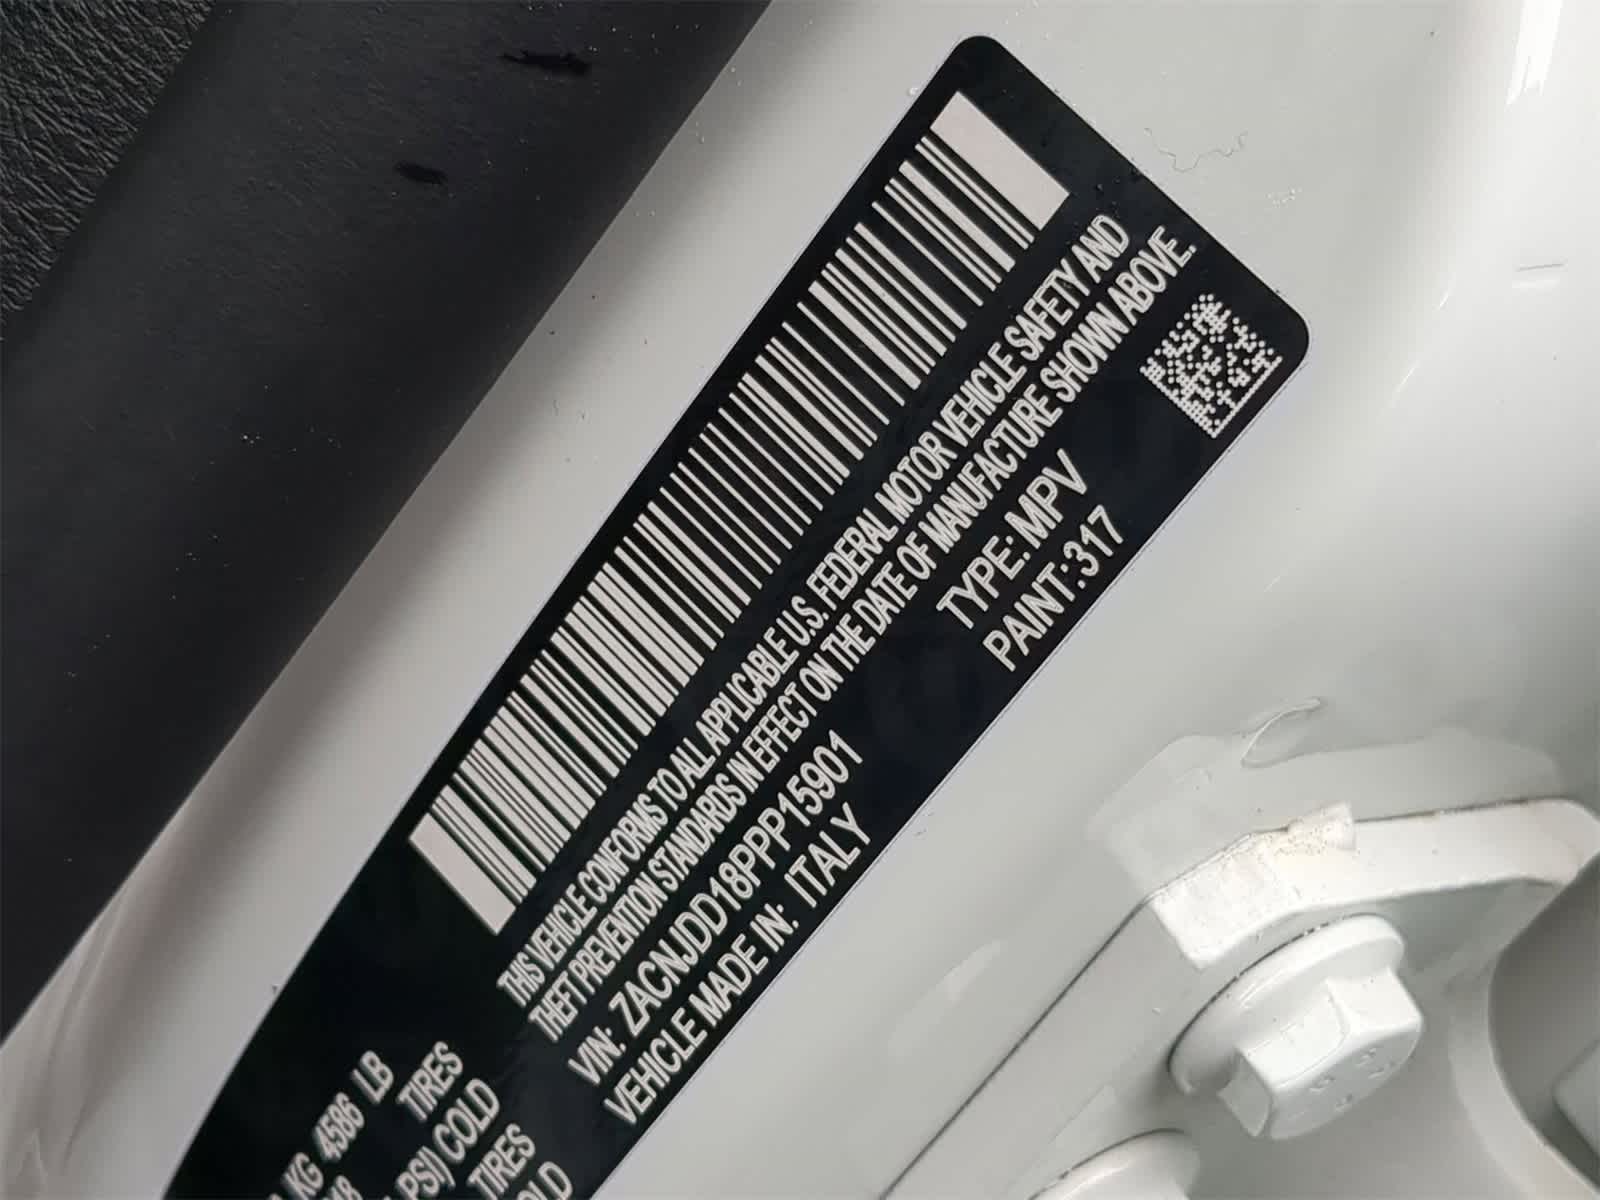 KG 4586 LB
TIRES
PSI) COLD
TIRES
THIS VEHICLE CONFORMS TO ALL APPLICABLE U.S. FEDERAL MOTOR VEHICLE SAFETY AND
THEFT PREVENTION STANDARDS IN EFFECT ON THE DATE OF MANUFACTURE SHOWN ABOVE.
VIN: ZACNJDD18PPP15901 TYPE: MPV
VEHICLE MADE IN: ITALY PAINT: 317